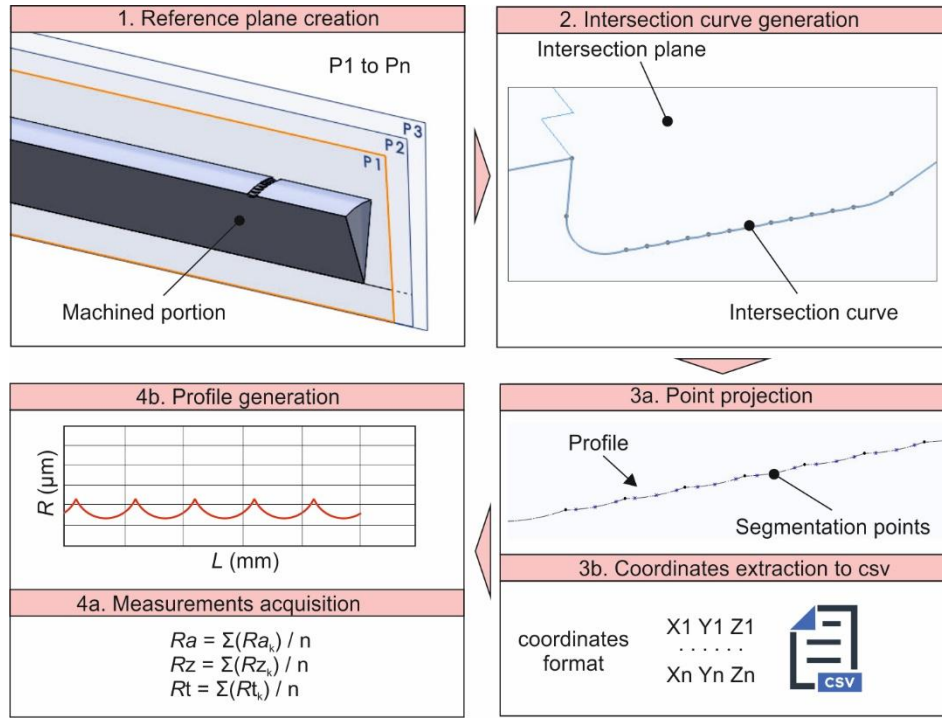 1. Reference plane creation
P1 to Pn
P3
P2
P1
Machined portion
2. Intersection curve generation
Intersection plane
Intersection curve
3a. Point projection
Profile
Segmentation points
3b. Coordinates extraction to csv
coordinates
format
X1 Y1 Z1
. . . . . .
Xn Yn Zn
CSV
4b. Profile generation
R (µm)
L (mm)
4a. Measurements acquisition
Ra = Σ(Raₖ) / n
Rz = Σ(Rzₖ) / n
Rt = Σ(Rtₖ) / n